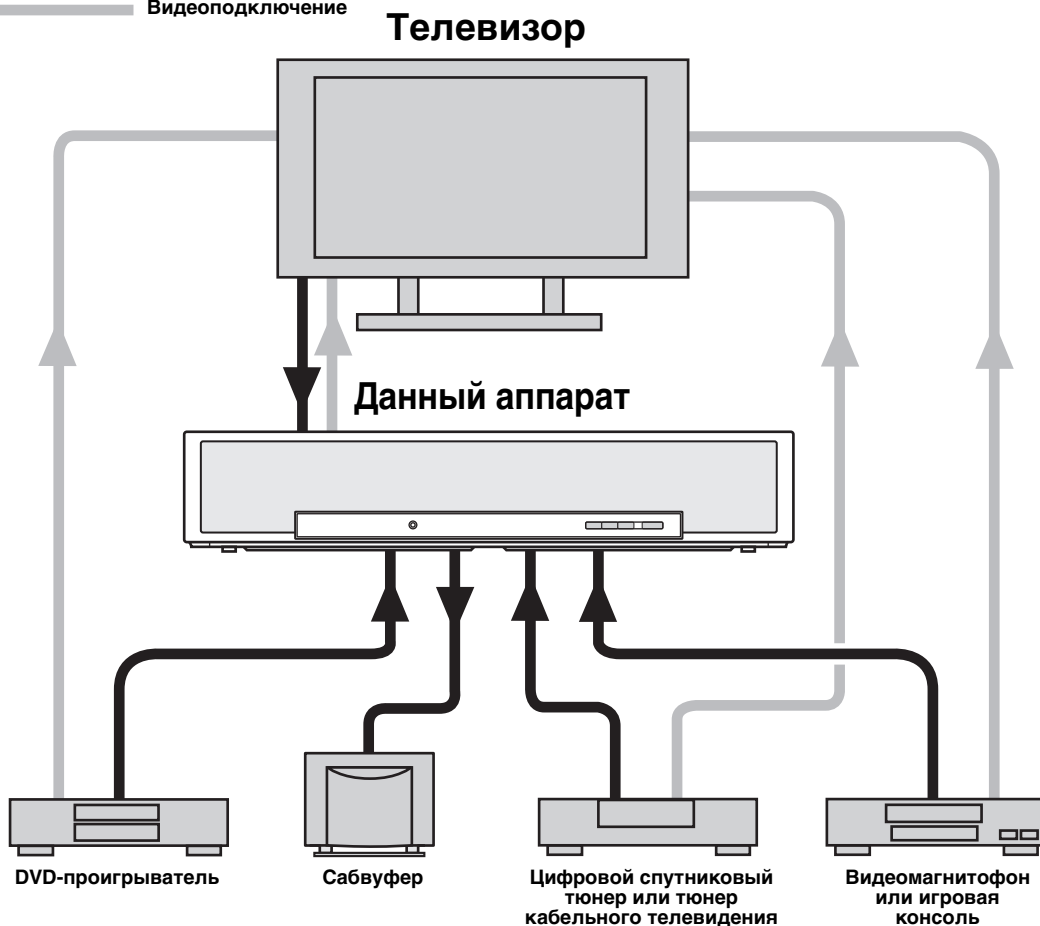 Видеоподключение
Телевизор
Данный аппарат
DVD-проигрыватель
Сабвуфер
Цифровой спутниковый
тюнер или тюнер
кабельного телевидения
Видеомагнитофон
или игровая
консоль